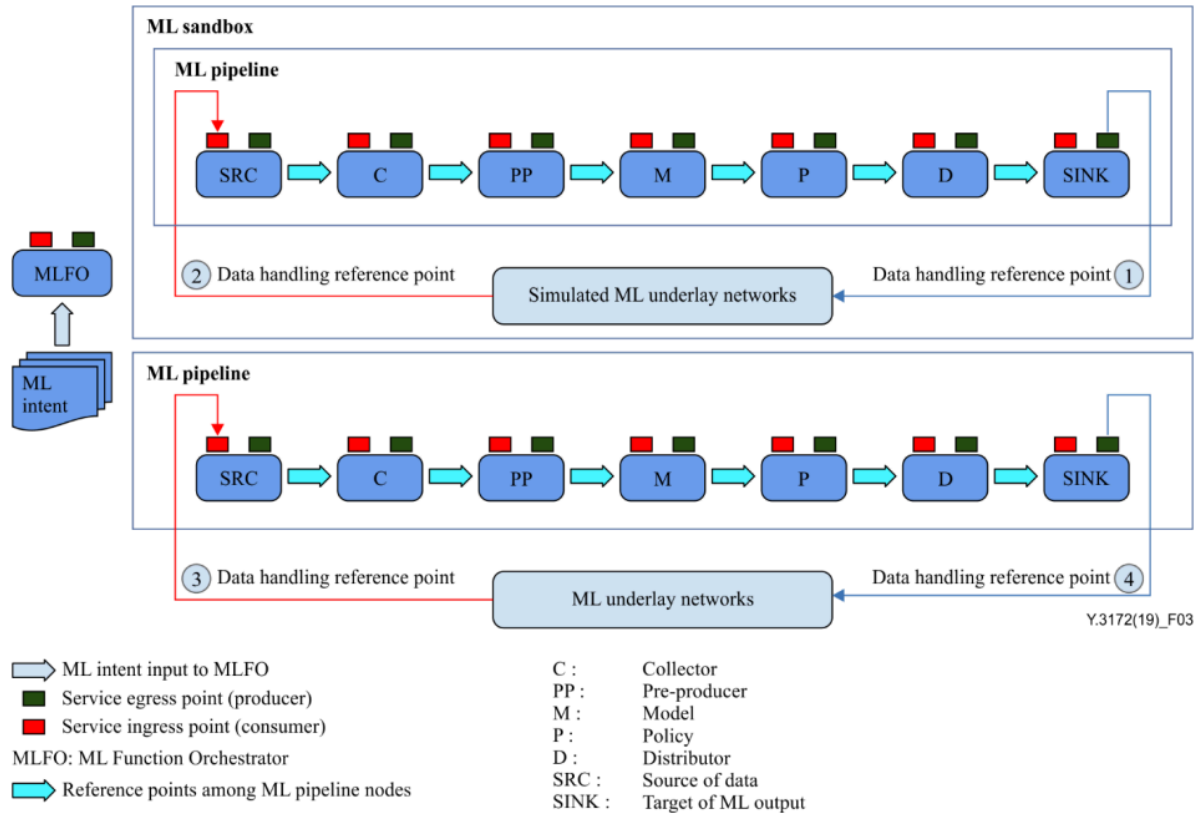 ML sandbox
ML pipeline
SRC
C
PP
M
P
D
SINK
2 Data handling reference point
Data handling reference point 1
Simulated ML underlay networks
MLFO
ML
intent
ML pipeline
SRC
C
PP
M
P
D
SINK
3 Data handling reference point
Data handling reference point 4
ML underlay networks
Y.3172(19)_F03
ML intent input to MLFO
Service egress point (producer)
Service ingress point (consumer)
MLFO: ML Function Orchestrator
Reference points among ML pipeline nodes
C : Collector
PP : Pre-producer
M : Model
P : Policy
D : Distributor
SRC : Source of data
SINK : Target of ML output